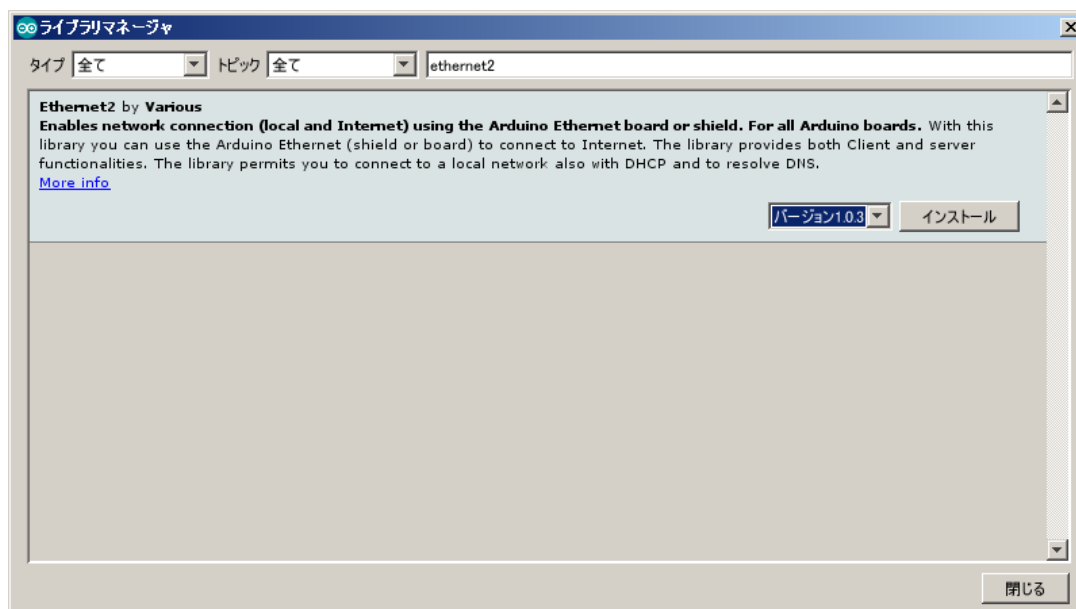 ライブラリマネージャ
タイプ 全て トピック 全て ethernet2
Ethernet2 by Various
Enables network connection (local and Internet) using the Arduino Ethernet board or shield. For all Arduino boards. With this
library you can use the Arduino Ethernet (shield or board) to connect to Internet. The library provides both Client and server
functionalities. The library permits you to connect to a local network also with DHCP and to resolve DNS.
More info
バージョン1.0.3 インストール
閉じる